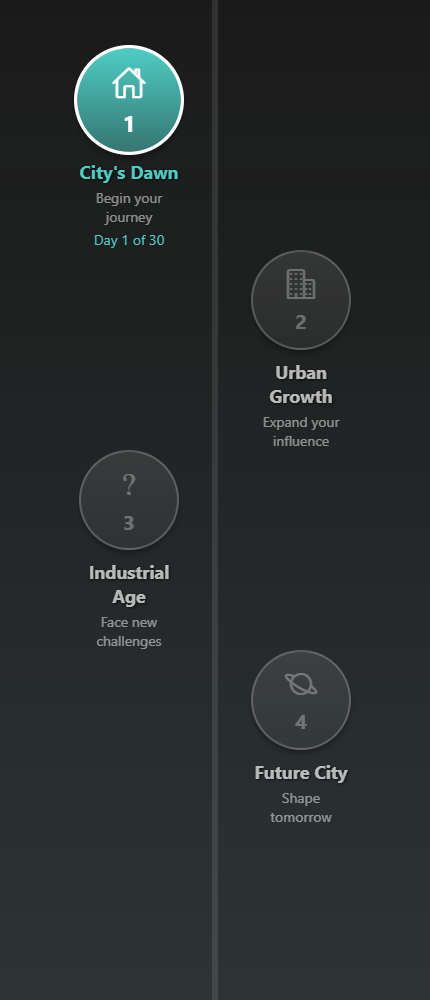 1
City's Dawn
Begin your
journey
Day 1 of 30
2
Urban
Growth
Expand your
influence
?
3
Industrial
Age
Face new
challenges
4
Future City
Shape
tomorrow